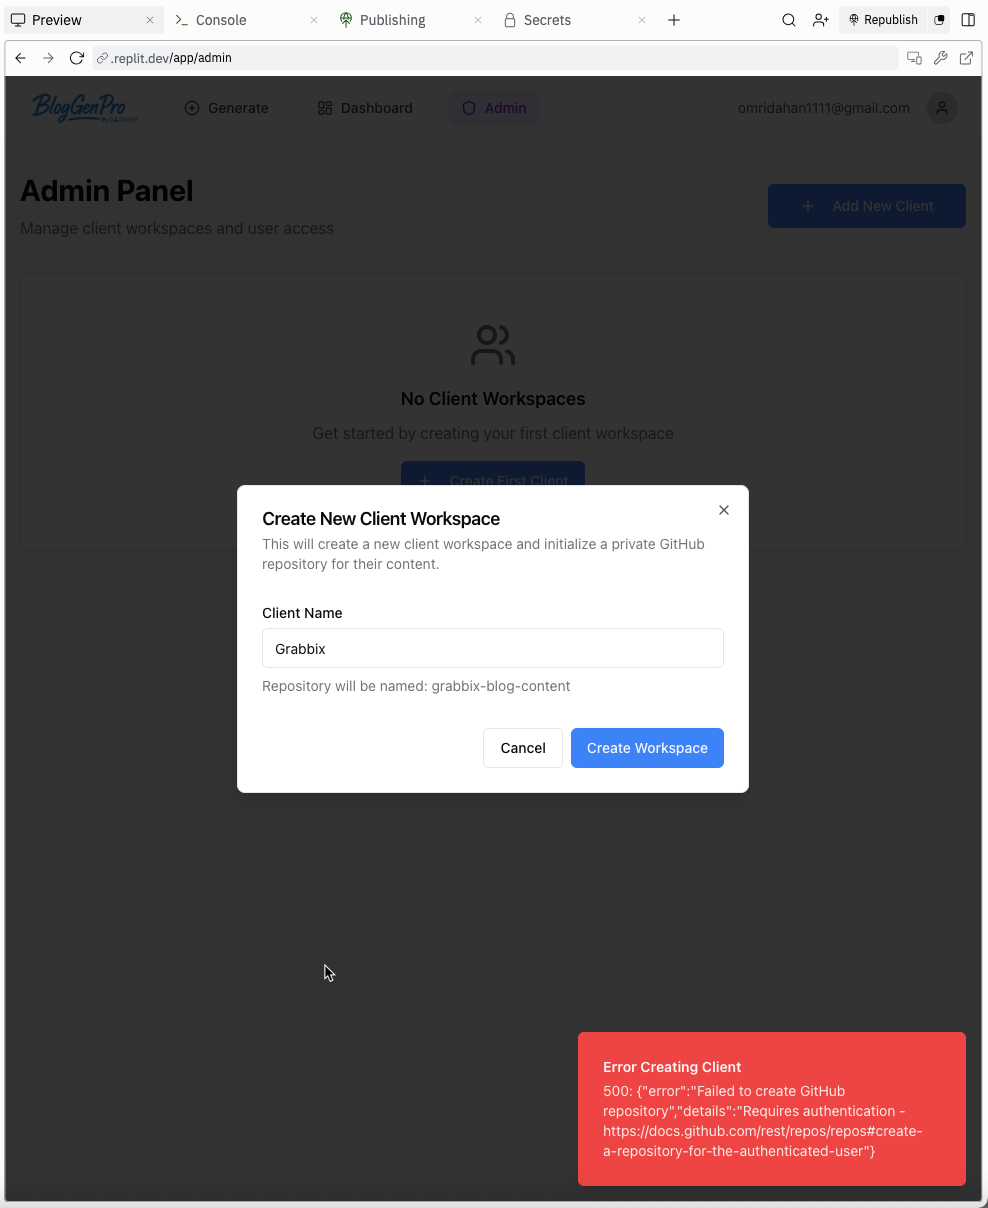 Preview
Console
Publishing
Secrets
Republish
.replit.dev/app/admin
BlogGenPro
Generate
Dashboard
Admin
omridahan1111@gmail.com
Admin Panel
Manage client workspaces and user access
Add New Client
No Client Workspaces
Get started by creating your first client workspace
Create First Client
Create New Client Workspace
This will create a new client workspace and initialize a private GitHub
repository for their content.
Client Name
Grabbix
Repository will be named: grabbix-blog-content
Cancel
Create Workspace
Error Creating Client
500: {"error":"Failed to create GitHub
repository","details":"Requires authentication -
https://docs.github.com/rest/repos/repos#create-
a-repository-for-the-authenticated-user"}